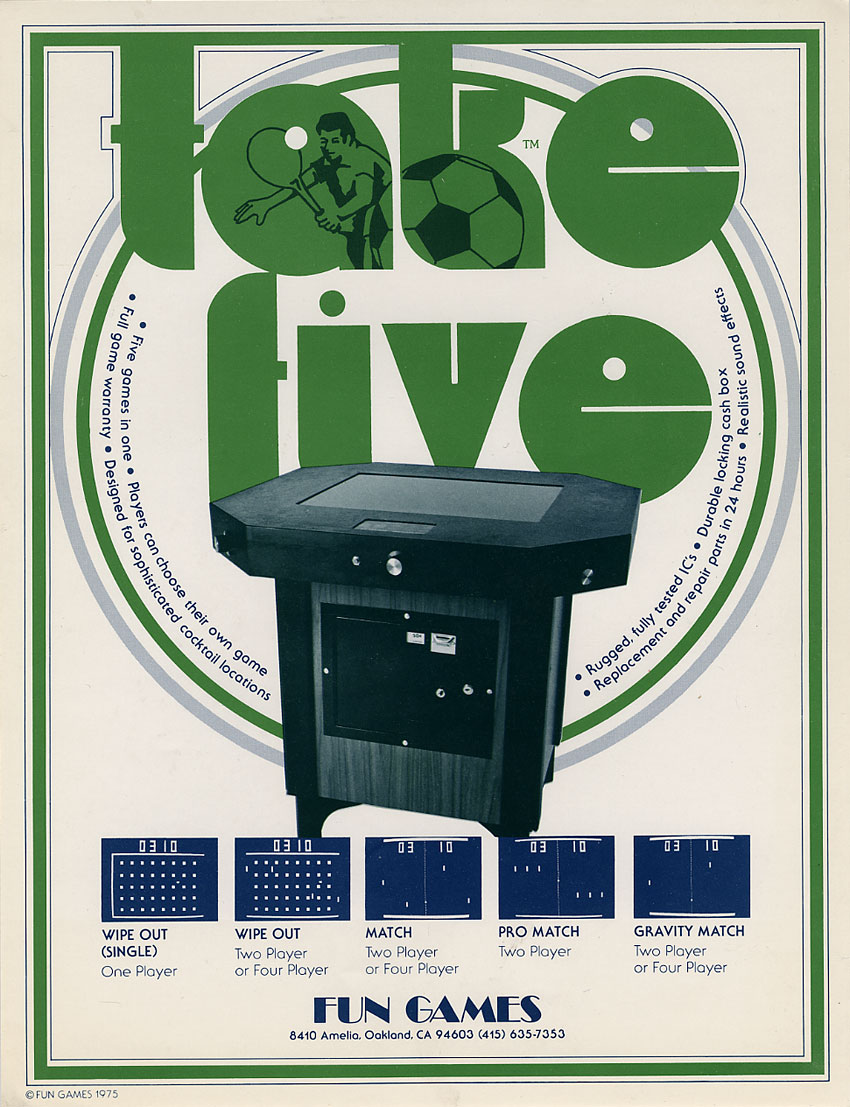 take
TM
five
• Five games in one • Players can choose their own game
• Full game warranty • Designed for sophisticated cocktail locations
• Rugged, fully tested IC's • Durable locking cash box
• Replacement and repair parts in 24 hours • Realistic sound effects
03 10
03 10
03 10
03 10
03 10
WIPE OUT
(SINGLE)
One Player
WIPE OUT
Two Player
or Four Player
MATCH
Two Player
or Four Player
PRO MATCH
Two Player
GRAVITY MATCH
Two Player
or Four Player
FUN GAMES
8410 Amelia, Oakland, CA 94603 (415) 635-7353
© FUN GAMES 1975